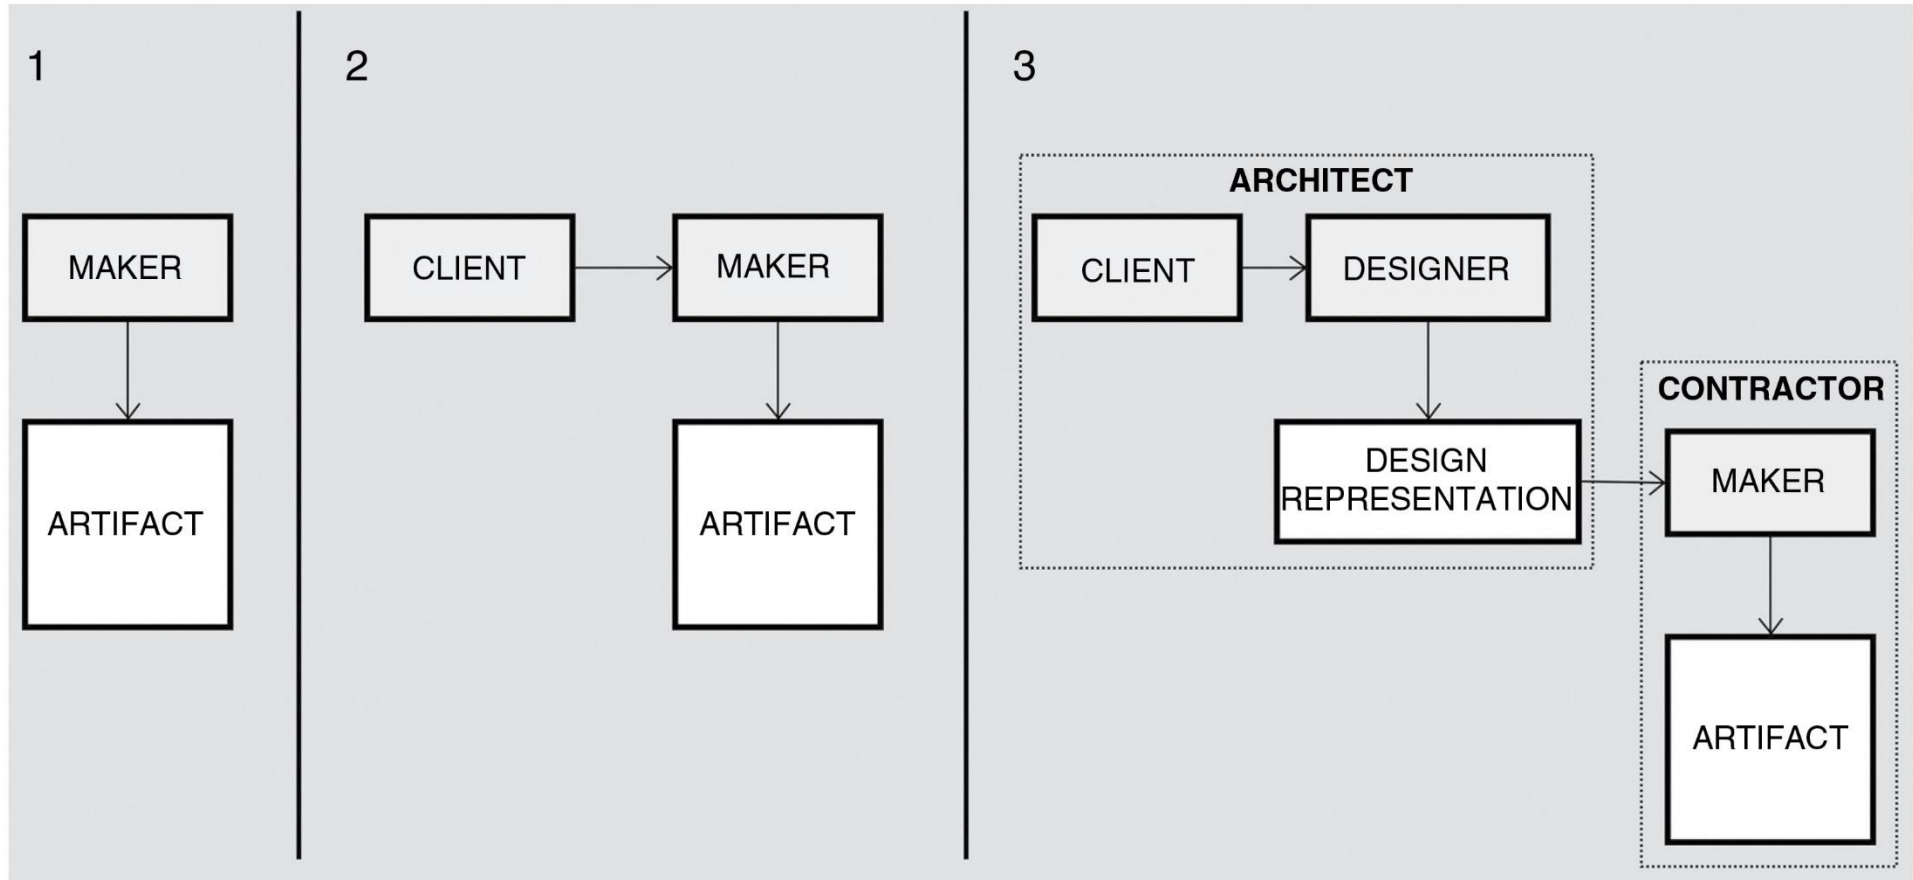 1
MAKER
ARTIFACT
2
CLIENT
MAKER
ARTIFACT
3
ARCHITECT
CLIENT
DESIGNER
DESIGN
REPRESENTATION
CONTRACTOR
MAKER
ARTIFACT